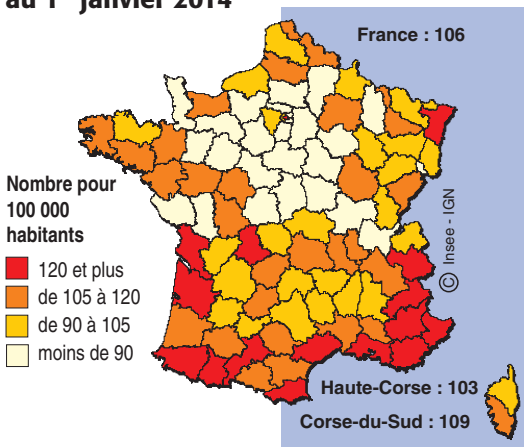 au 1er janvier 2014
France : 106
Nombre pour
100 000
habitants
120 et plus
de 105 à 120
de 90 à 105
moins de 90
© Insee - IGN
Haute-Corse : 103
Corse-du-Sud : 109